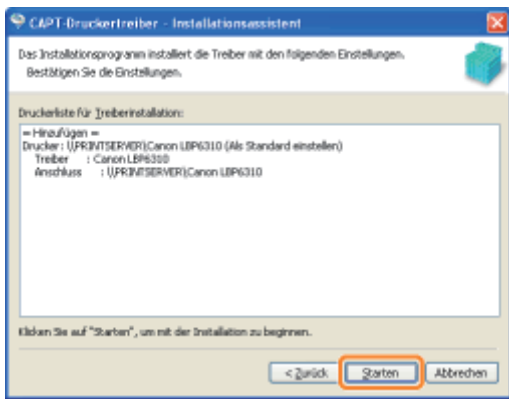 CAPT-Druckertreiber - Installationsassistent
Das Installationsprogramm installiert die Treiber mit den folgenden Einstellungen.
Bestätigen Sie die Einstellungen.
Druckerliste für Treiberinstallation:
= Hinzufügen =
Drucker : \\PRINTSERVER\Canon LBP6310 (Als Standard einstellen)
Treiber : Canon LBP6310
Anschluss : \\PRINTSERVER\Canon LBP6310
Klicken Sie auf "Starten", um mit der Installation zu beginnen.
< Zurück Starten Abbrechen